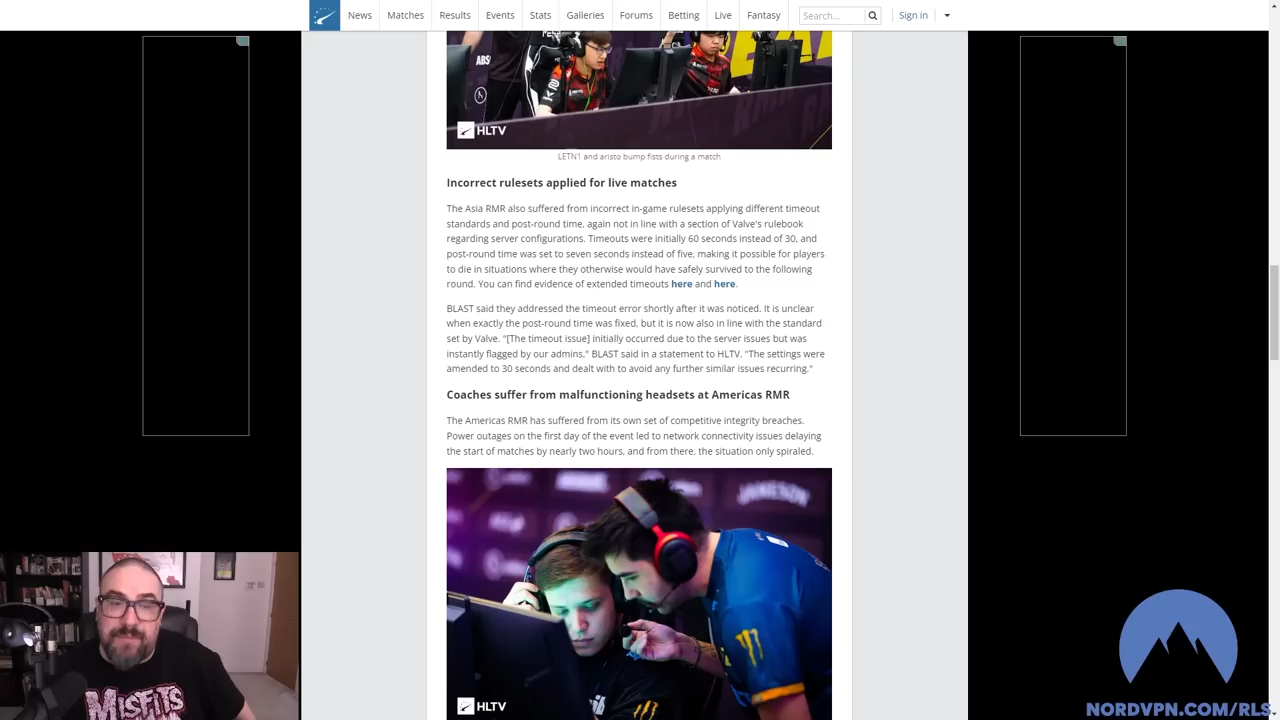 News Matches Results Events Stats Galleries Forums Betting Live Fantasy Search... Sign in
ABS
HLTV
LETN1 and aristo bump fists during a match
Incorrect rulesets applied for live matches
The Asia RMR also suffered from incorrect in-game rulesets applying different timeout
standards and post-round time, again not in line with a section of Valve's rulebook
regarding server configurations. Timeouts were initially 60 seconds instead of 30, and
post-round time was set to seven seconds instead of five, making it possible for players
to die in situations where they otherwise would have safely survived to the following
round. You can find evidence of extended timeouts here and here.
BLAST said they addressed the timeout error shortly after it was noticed. It is unclear
when exactly the post-round time was fixed, but it is now also in line with the standard
set by Valve. "[The timeout issue] initially occurred due to the server issues but was
instantly flagged by our admins," BLAST said in a statement to HLTV. "The settings were
amended to 30 seconds and dealt with to avoid any further similar issues recurring."
Coaches suffer from malfunctioning headsets at Americas RMR
The Americas RMR has suffered from its own set of competitive integrity breaches.
Power outages on the first day of the event led to network connectivity issues delaying
the start of matches by nearly two hours, and from there, the situation only spiraled.
JAMESON
HLTV
MISFITS
NORDVPN.COM/RLS